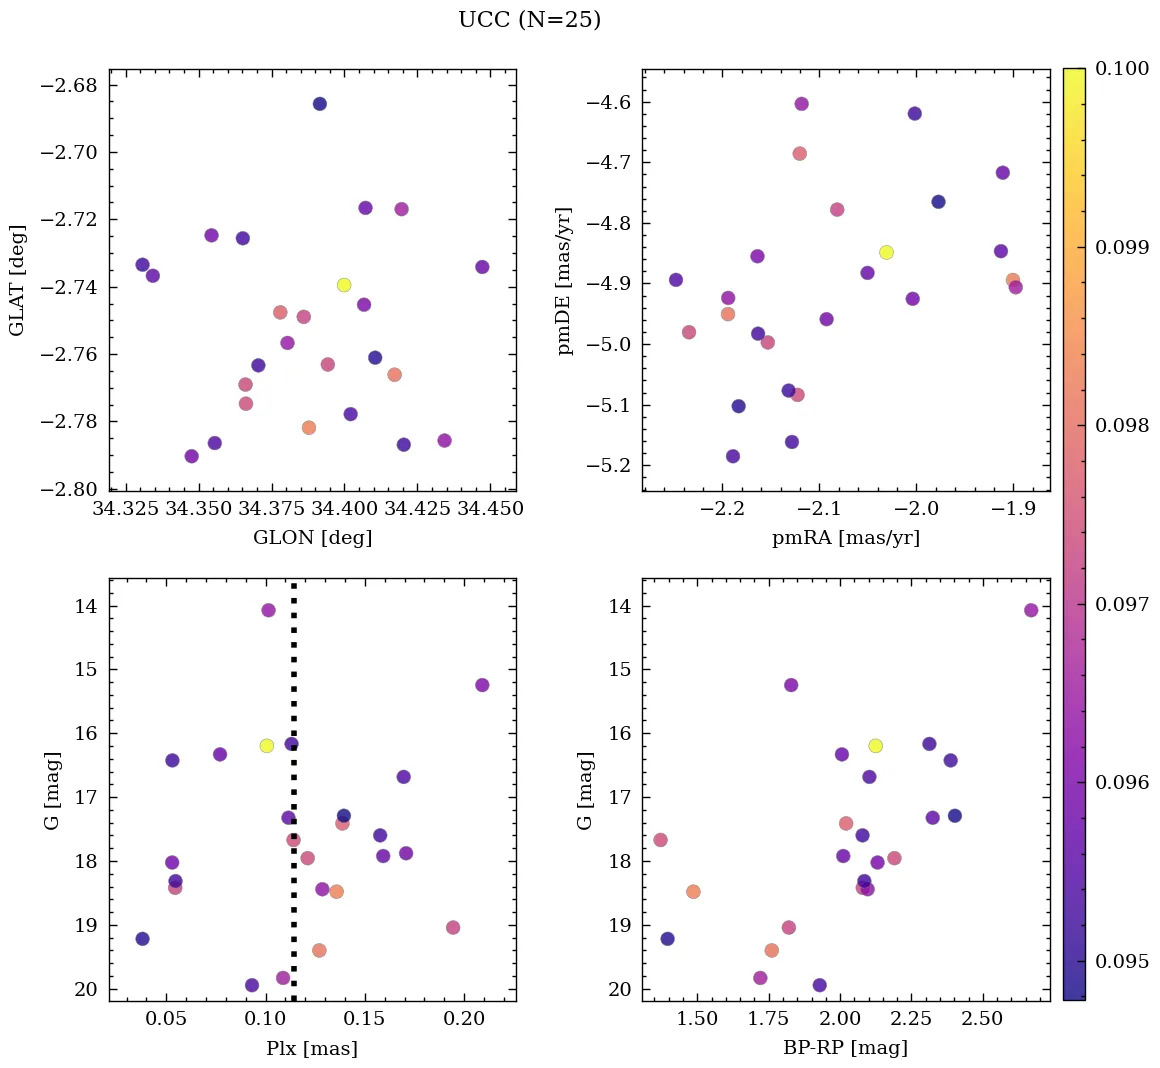 UCC (N=25)
−2.68
−2.70
−2.72
−2.74
−2.76
−2.78
−2.80
GLAT [deg]
34.325 34.350 34.375 34.400 34.425 34.450
GLON [deg]
−4.6
−4.7
−4.8
−4.9
−5.0
−5.1
−5.2
pmDE [mas/yr]
−2.2 −2.1 −2.0 −1.9
pmRA [mas/yr]
14
15
16
17
18
19
20
G [mag]
0.05 0.10 0.15 0.20
Plx [mas]
14
15
16
17
18
19
20
G [mag]
1.50 1.75 2.00 2.25 2.50
BP-RP [mag]
0.100
0.099
0.098
0.097
0.096
0.095